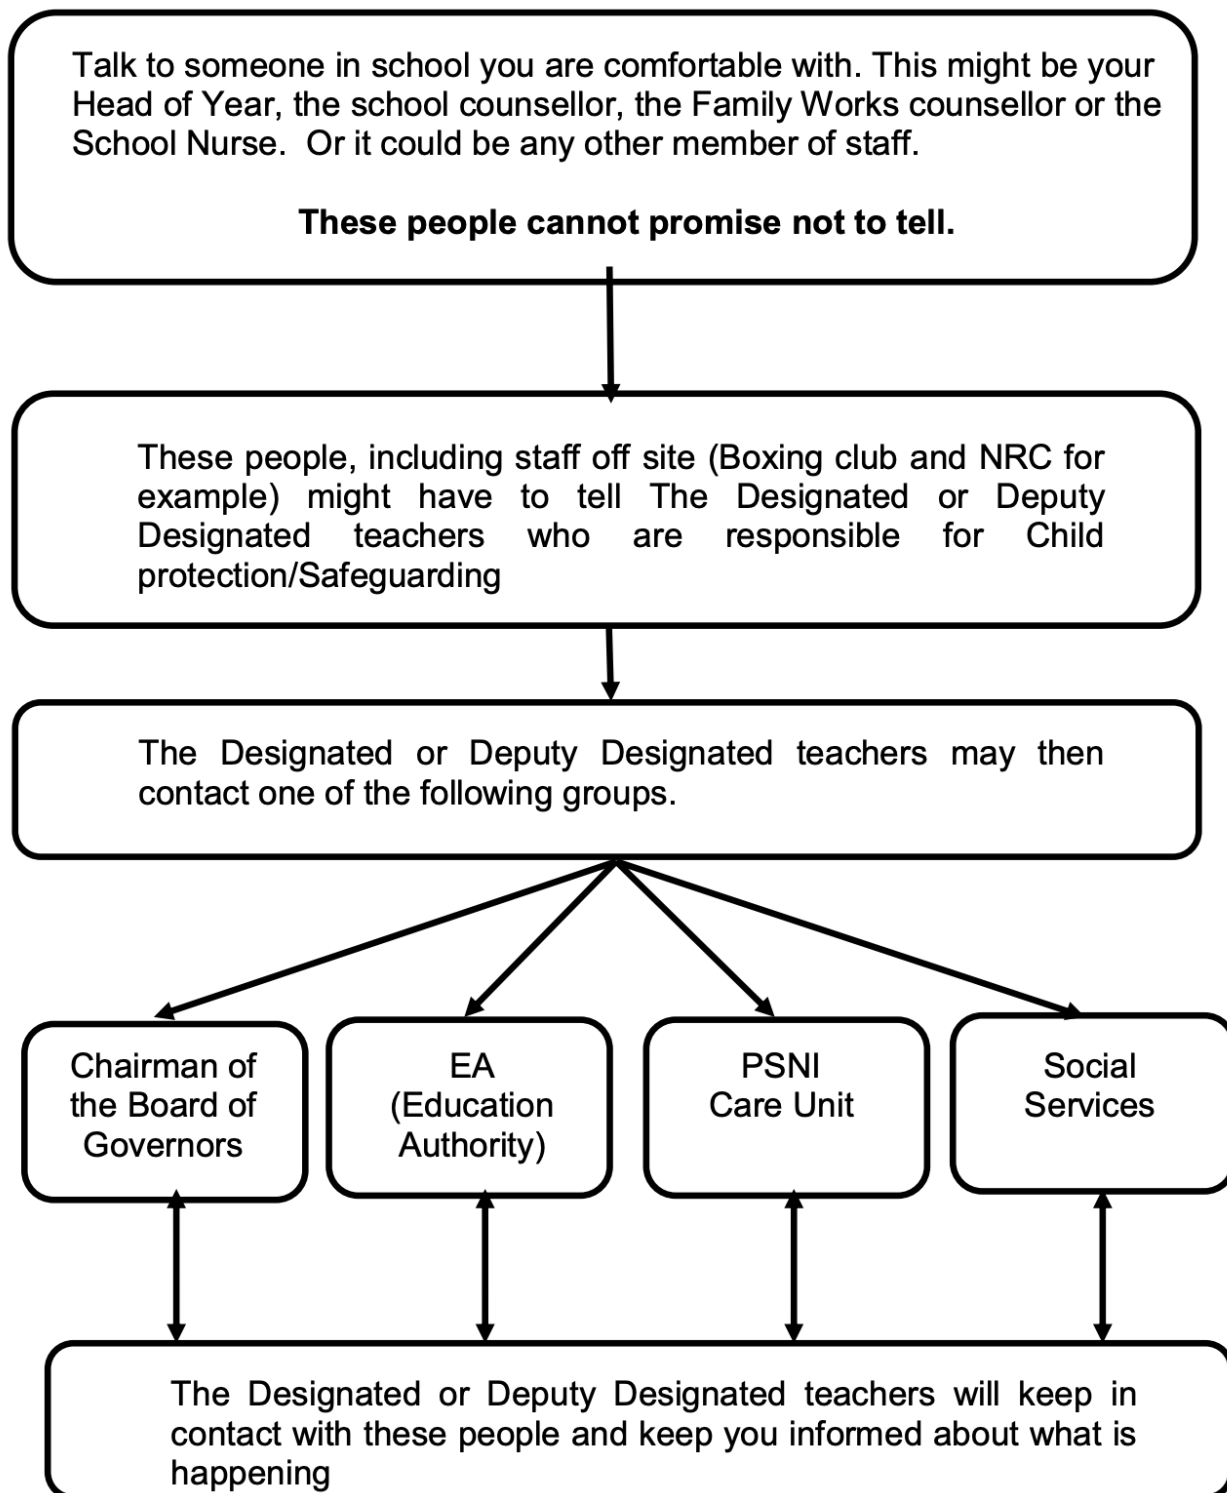 Talk to someone in school you are comfortable with. This might be your
Head of Year, the school counsellor, the Family Works counsellor or the
School Nurse.  Or it could be any other member of staff.
These people cannot promise not to tell.
These people, including staff off site (Boxing club and NRC for
example) might have to tell The Designated or Deputy
Designated teachers who are responsible for Child
protection/Safeguarding
The Designated or Deputy Designated teachers may then
contact one of the following groups.
Chairman of
the Board of
Governors
EA
(Education
Authority)
PSNI
Care Unit
Social
Services
The Designated or Deputy Designated teachers will keep in
contact with these people and keep you informed about what is
happening